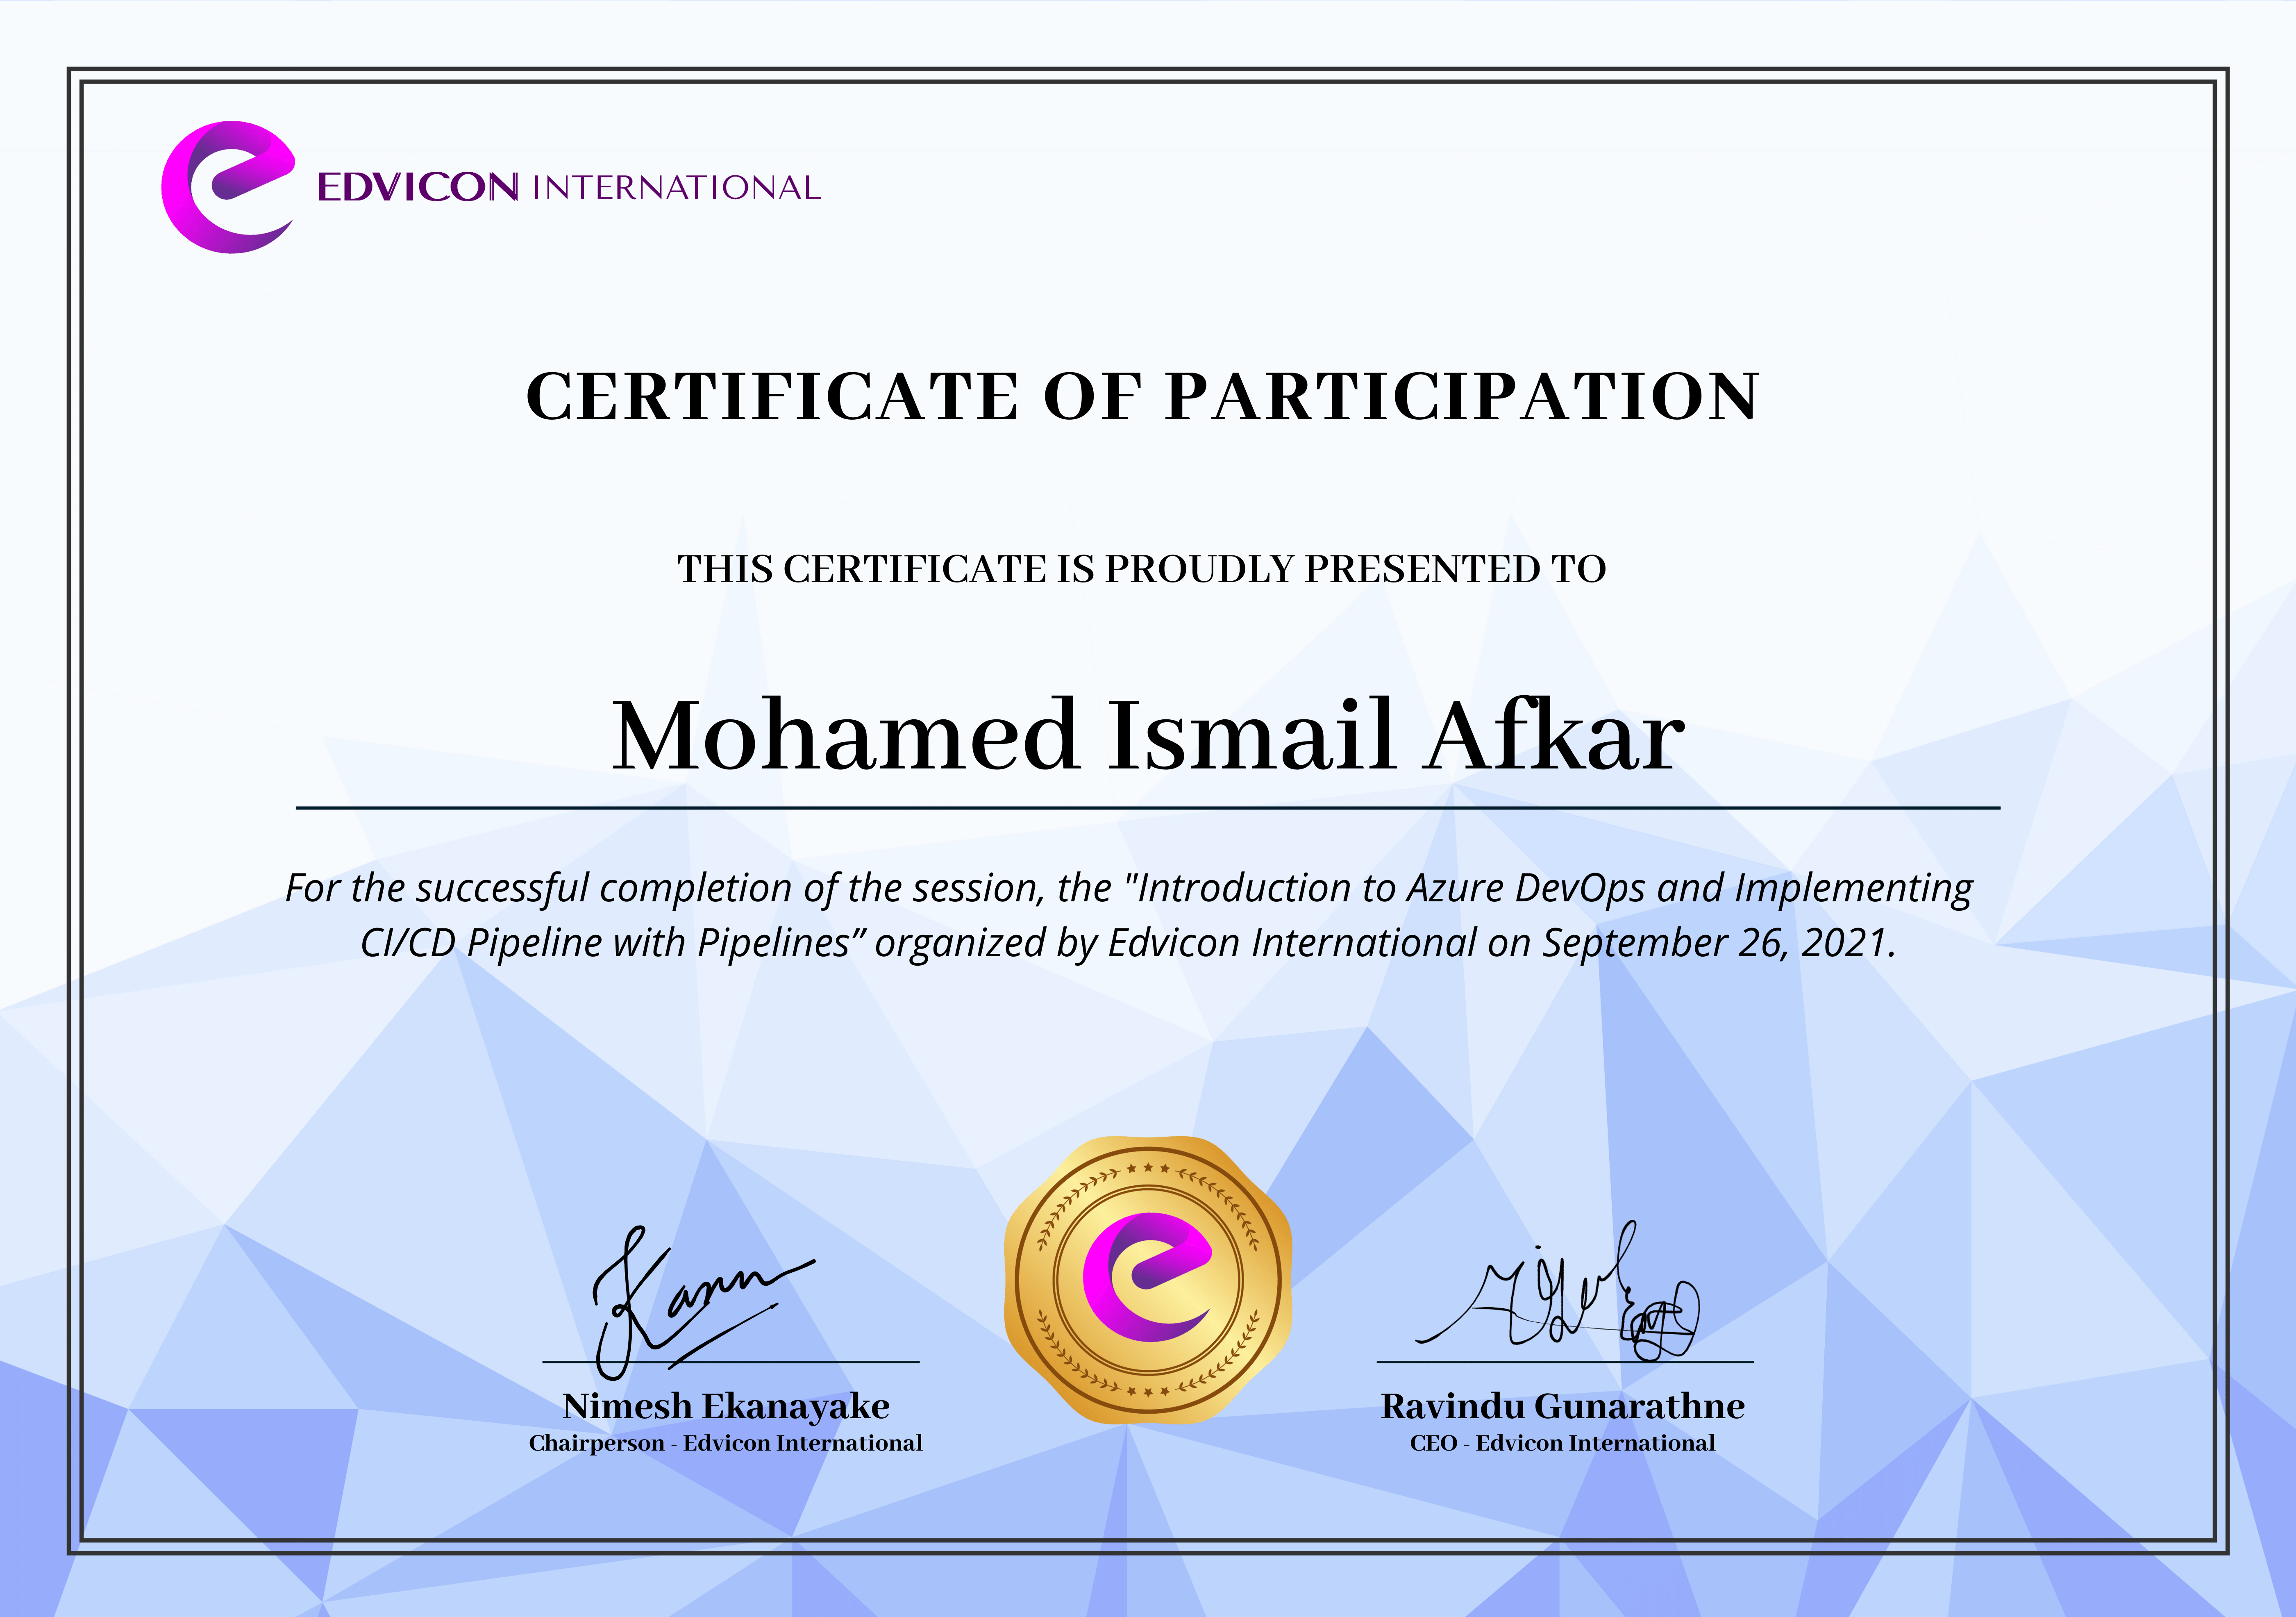 EDVICON INTERNATIONAL
CERTIFICATE OF PARTICIPATION
THIS CERTIFICATE IS PROUDLY PRESENTED TO
Mohamed Ismail Afkar
For the successful completion of the session, the "Introduction to Azure DevOps and Implementing
CI/CD Pipeline with Pipelines” organized by Edvicon International on September 26, 2021.
Nimesh Ekanayake
Chairperson - Edvicon International
Ravindu Gunarathne
CEO - Edvicon International